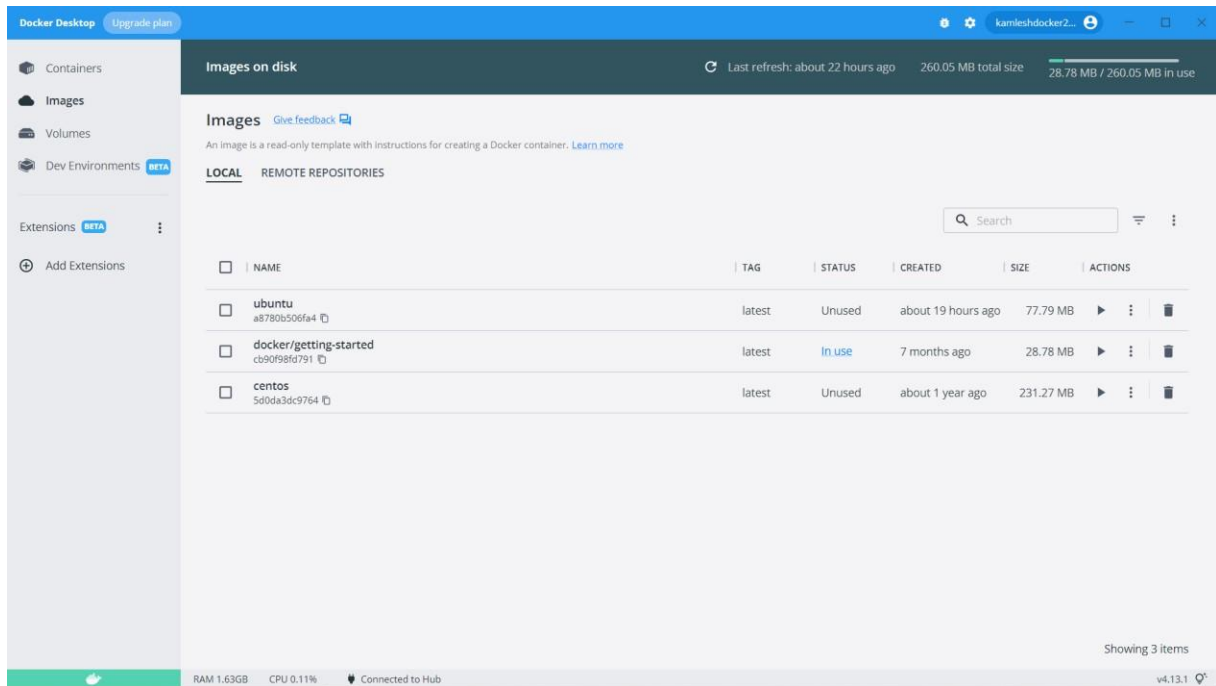 Docker Desktop Upgrade plan kamleshdocker2...
Containers
Images
Volumes
Dev Environments BETA
Extensions BETA
Add Extensions
Images on disk Last refresh: about 22 hours ago 260.05 MB total size 28.78 MB / 260.05 MB in use
Images Give feedback
An image is a read-only template with instructions for creating a Docker container. Learn more
LOCAL REMOTE REPOSITORIES
Search
NAME TAG STATUS CREATED SIZE ACTIONS
ubuntu
a8780b506fa4
latest Unused about 19 hours ago 77.79 MB
docker/getting-started
cb90f98fd791
latest In use 7 months ago 28.78 MB
centos
5d0da3dc9764
latest Unused about 1 year ago 231.27 MB
Showing 3 items
RAM 1.63GB CPU 0.11% Connected to Hub v4.13.1